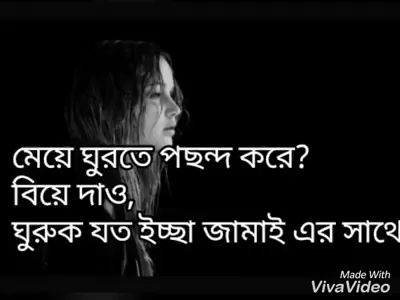 মেয়ে ঘুরতে পছন্দ করে?
বিয়ে দাও,
ঘুরুক যত ইচ্ছা জামাই এর সাথে
Made With
VivaVideo